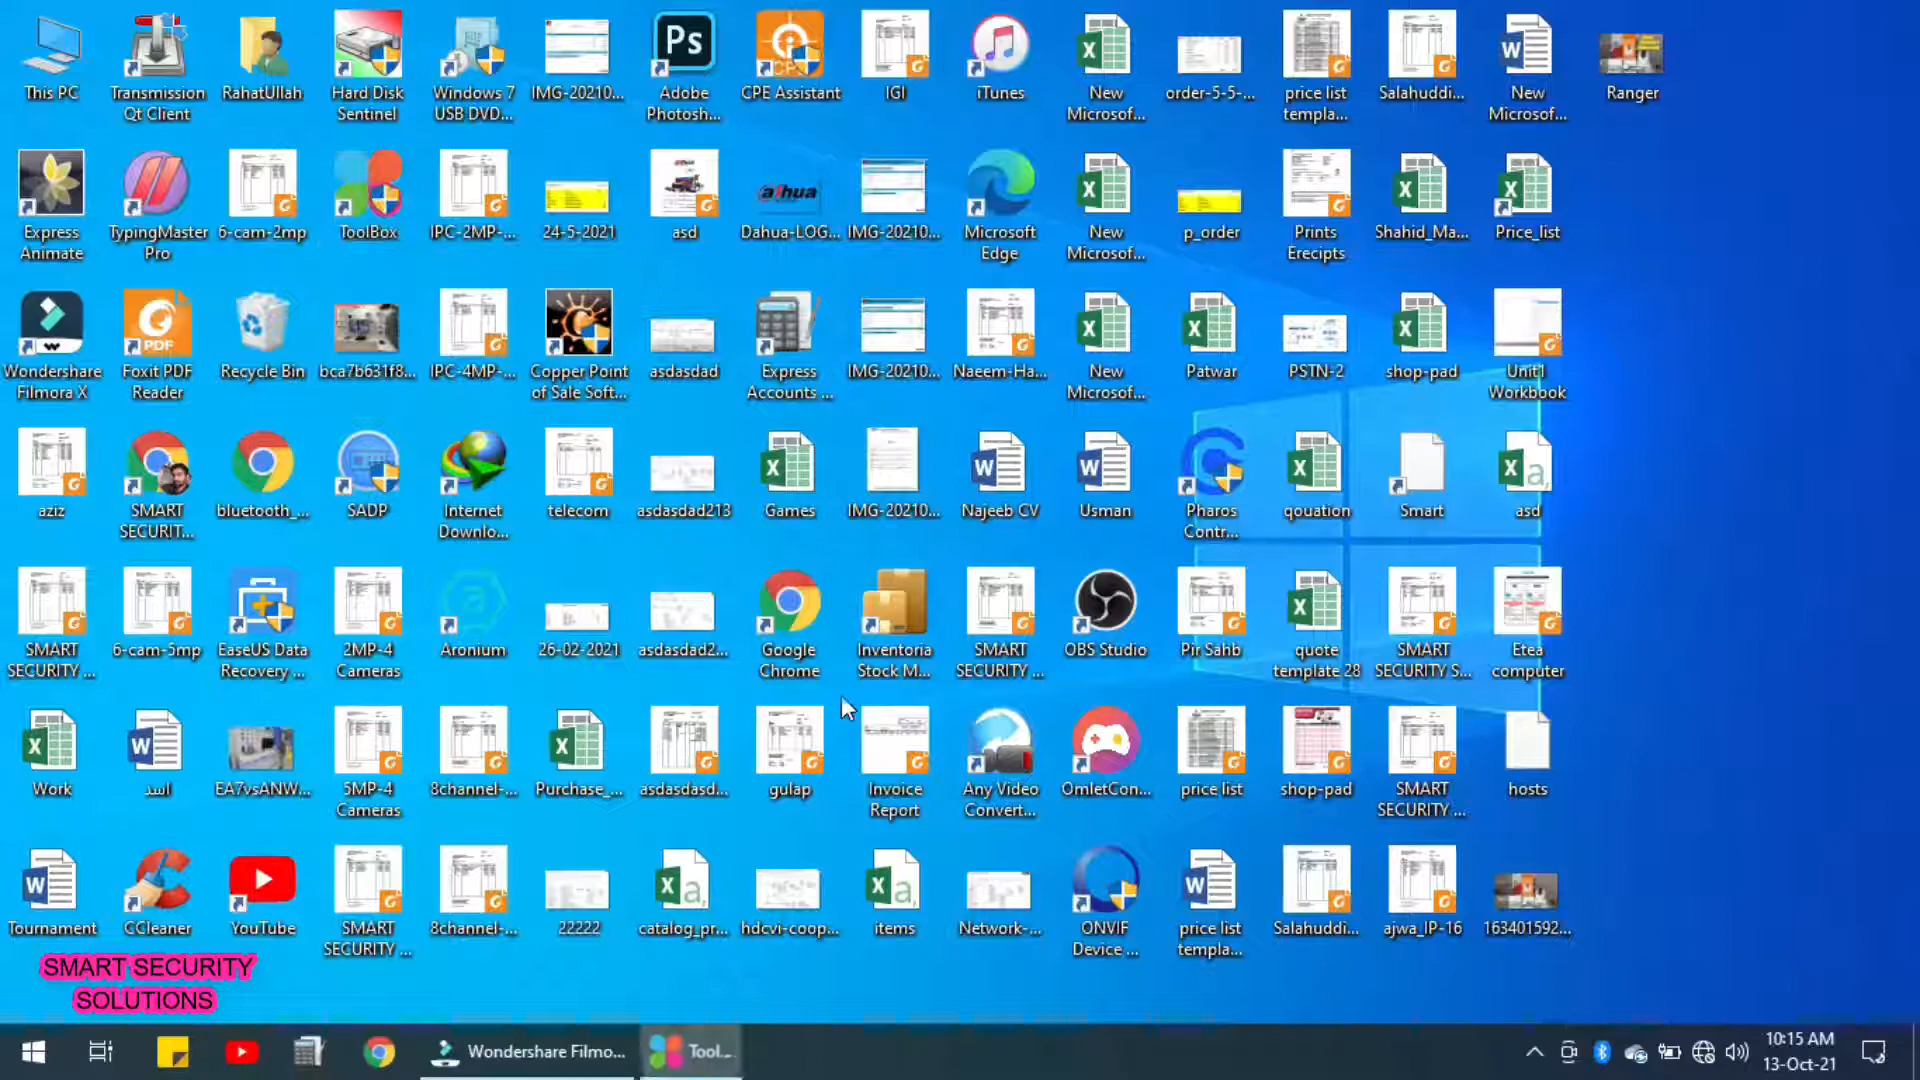 This PC
Transmission
Qt Client
RahatUllah
Hard Disk
Sentinel
Windows 7
USB DVD...
IMG-20210...
Ps
Adobe
Photosh...
CPE Assistant
IGI
iTunes
New
Microsof...
order-5-5-...
price list
templa...
Salahuddi...
New
Microsof...
Ranger
Express
Animate
TypingMaster
Pro
6-cam-2mp
ToolBox
IPC-2MP-...
24-5-2021
asd
alhua
Dahua-LOG...
IMG-20210...
Microsoft
Edge
New
Microsof...
p_order
Prints
Erecipts
Shahid_Ma...
Price_list
Wondershare
Filmora X
PDF
Foxit PDF
Reader
Recycle Bin
bca7b631f8...
IPC-4MP-...
Copper Point
of Sale Soft...
asdasdad
Express
Accounts ...
IMG-20210...
Naeem-Ha...
New
Microsof...
Patwar
PSTN-2
shop-pad
Unit1
Workbook
aziz
SMART
SECURIT...
bluetooth_...
SADP
Internet
Downlo...
telecom
asdasdad213
Games
IMG-20210...
Najeeb CV
Usman
Pharos
Contr...
qouation
Smart
asd
SMART
SECURITY ...
6-cam-5mp
EaseUS Data
Recovery ...
2MP-4
Cameras
Aronium
26-02-2021
asdasdad2...
Google
Chrome
Inventoria
Stock M...
SMART
SECURITY ...
OBS Studio
Pir Sahb
quote
template 28
SMART
SECURITY S...
Etea
computer
Work
اسد
EA7vsANW...
5MP-4
Cameras
8channel-...
Purchase_...
asdasdasd...
gulap
Invoice
Report
Any Video
Convert...
OmletCon...
price list
shop-pad
SMART
SECURITY ...
hosts
Tournament
CCleaner
YouTube
SMART
SECURITY ...
8channel-...
22222
catalog_pr...
hdcvi-coop...
items
Network-...
ONVIF
Device ...
price list
templa...
Salahuddi...
ajwa_IP-16
163401592...
SMART SECURITY
SOLUTIONS
Wondershare Filmo...
Tool...
10:15 AM
13-Oct-21